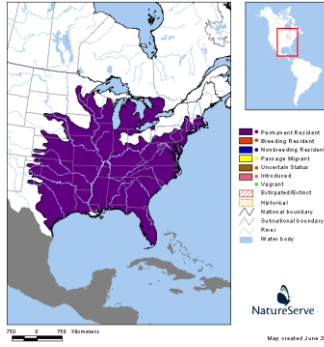 Permanent Resident
Breeding Resident
Nonbreeding Resident
Passage Migrant
Uncertain Status
Introduced
Vagrant
Extirpated/Extinct
Historical
National boundary
Subnational boundary
River
Water body
NatureServe
750 0 750 Kilometers
Map created June 2